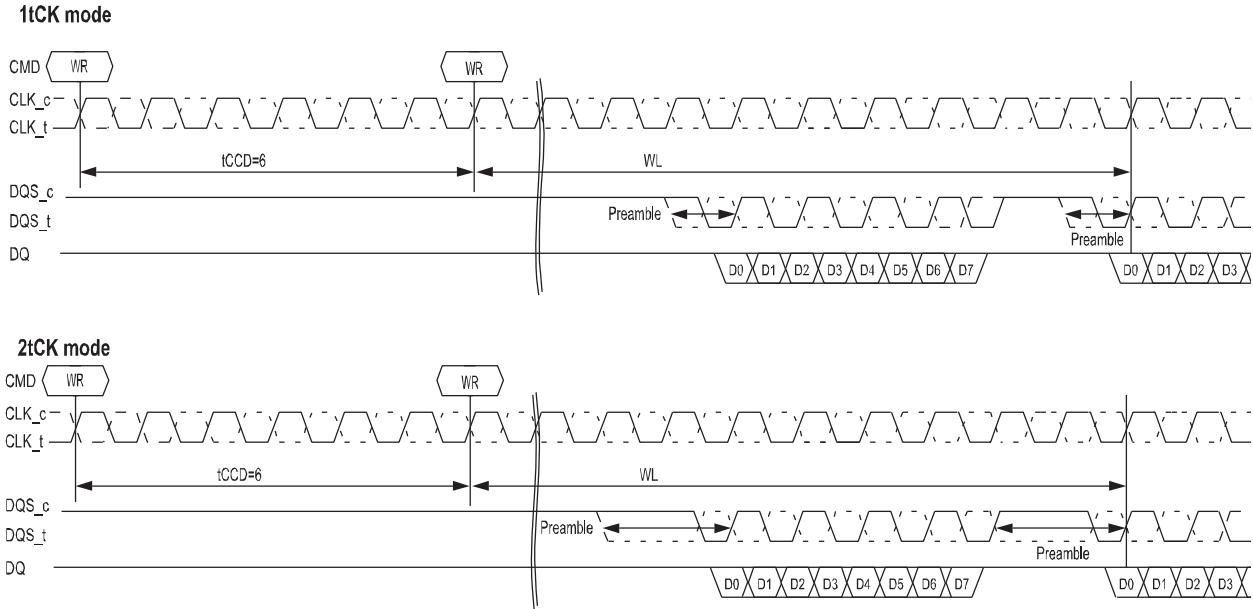 1tCK mode
CMD WR WR
CLK_c
CLK_t
tCCD=6 WL
DQS_c
DQS_t Preamble Preamble
DQ D0 D1 D2 D3 D4 D5 D6 D7 D0 D1 D2 D3
2tCK mode
CMD WR WR
CLK_c
CLK_t
tCCD=6 WL
DQS_c
DQS_t Preamble Preamble
DQ D0 D1 D2 D3 D4 D5 D6 D7 D0 D1 D2 D3